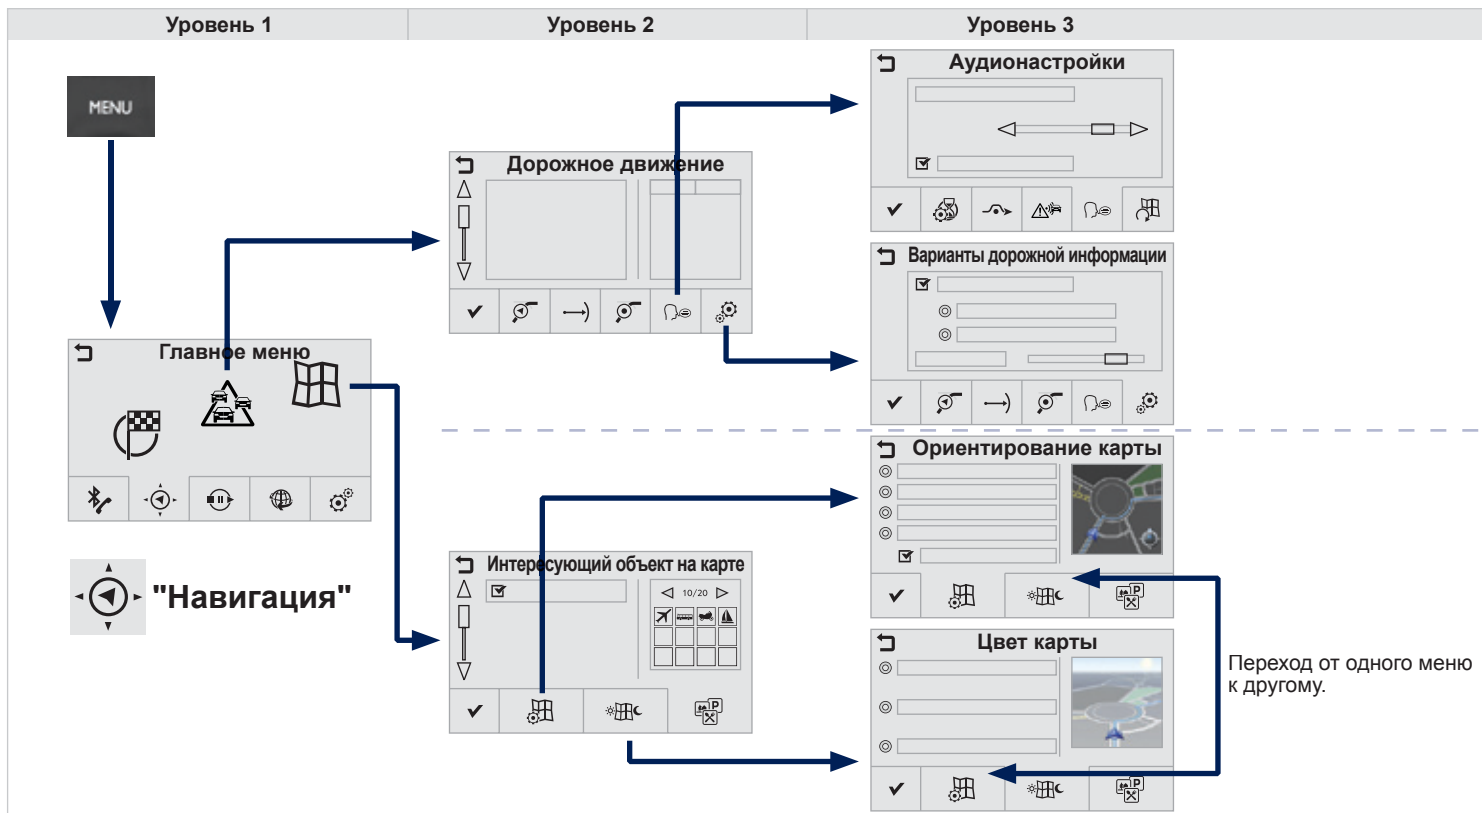 Уровень 1
Уровень 2
Уровень 3
MENU
Главное меню
"Навигация"
Дорожное движение
Интересующий объект на карте
10/20
P
Аудионастройки
Варианты дорожной информации
Ориентирование карты
P
Цвет карты
P
Переход от одного меню
к другому.